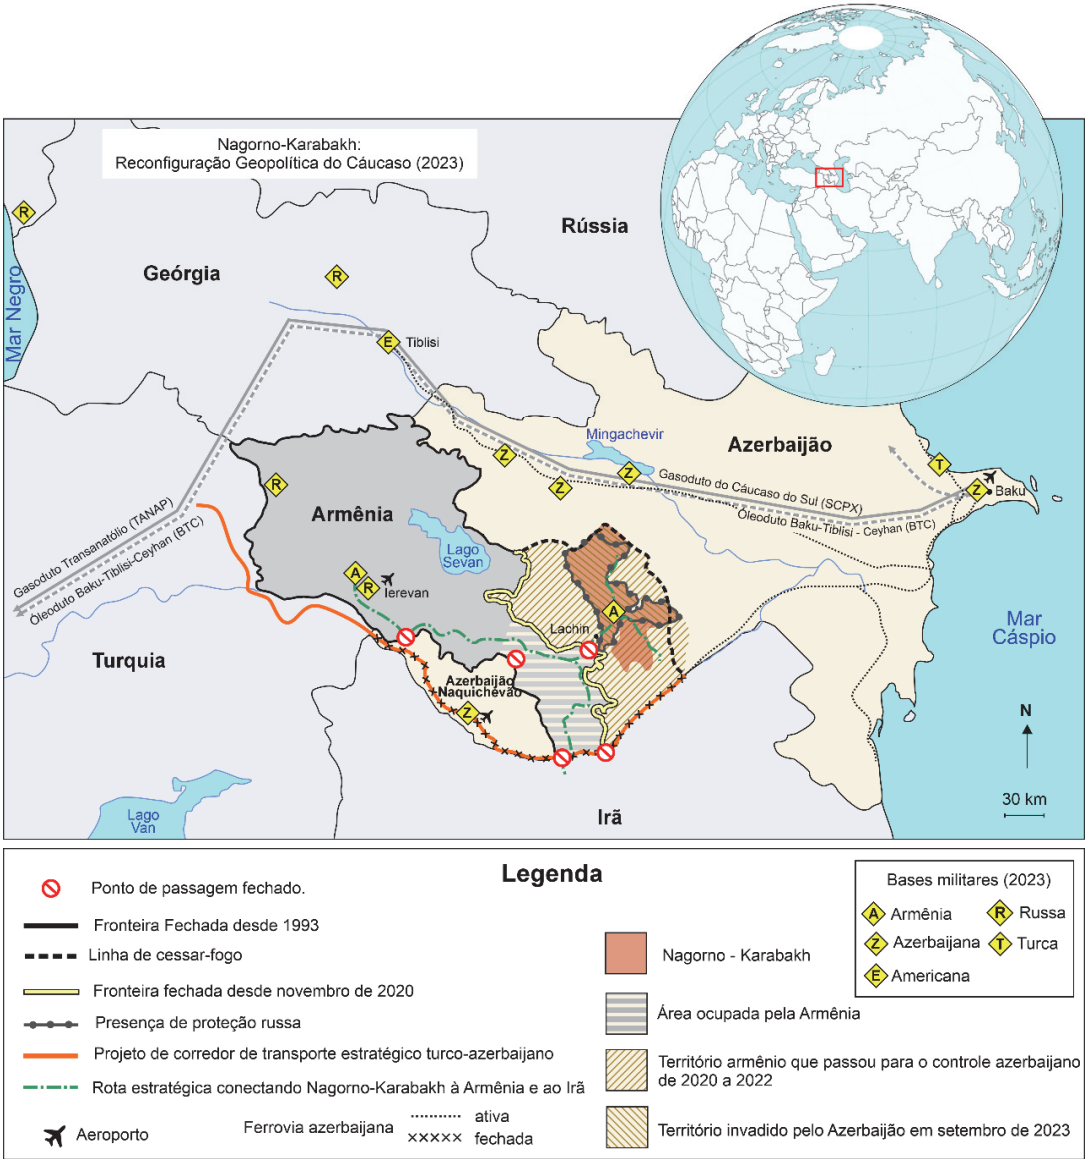 Nagorno-Karabakh:
Reconfiguração Geopolítica do Cáucaso (2023)
R
Rússia
Geórgia
R
Mar Negro
E
Tiblisi
Mingachevir
Azerbaijão
Z
Z
Z
T
Z
Baku
Gasoduto do Cáucaso do Sul (SCPX)
Óleoduto Baku-Tiblisi - Ceyhan (BTC)
R
Armênia
Gasoduto Transanatólio (TANAP)
Óleoduto Baku-Tiblisi-Ceyhan (BTC)
Lago
Sevan
A
R
Ierevan
A
Lachin
Mar
Cáspio
Turquia
Azerbaijão
Naquichévão
Z
N
30 km
Lago
Van
Irã
Legenda
Ponto de passagem fechado.
Fronteira Fechada desde 1993
Linha de cessar-fogo
Fronteira fechada desde novembro de 2020
Presença de proteção russa
Projeto de corredor de transporte estratégico turco-azerbaijano
Rota estratégica conectando Nagorno-Karabakh à Armênia e ao Irã
Aeroporto
Ferrovia azerbaijana
ativa
fechada
Nagorno - Karabakh
Área ocupada pela Armênia
Território armênio que passou para o controle azerbaijano
de 2020 a 2022
Território invadido pelo Azerbaijão em setembro de 2023
Bases militares (2023)
A Armênia
R Russa
Z Azerbaijana
T Turca
E Americana